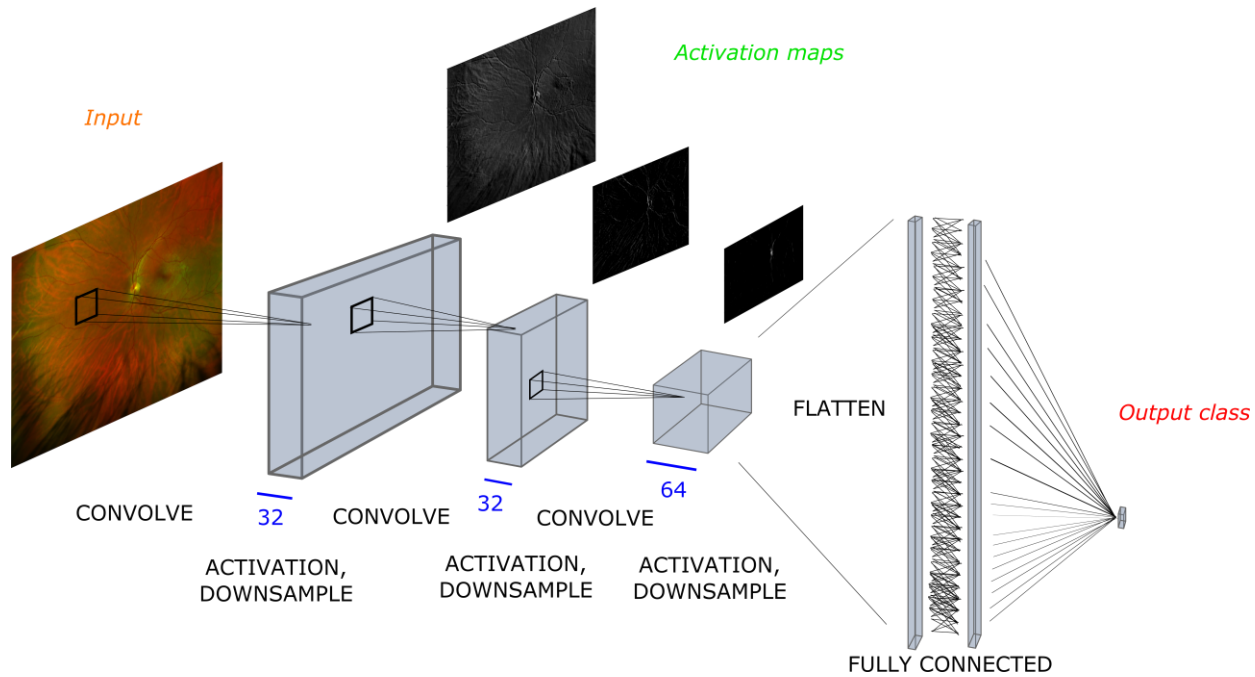 Activation maps
Input
FLATTEN
Output class
32
CONVOLVE
32
CONVOLVE
64
CONVOLVE
ACTIVATION,
DOWNSAMPLE
ACTIVATION,
DOWNSAMPLE
ACTIVATION,
DOWNSAMPLE
FULLY CONNECTED